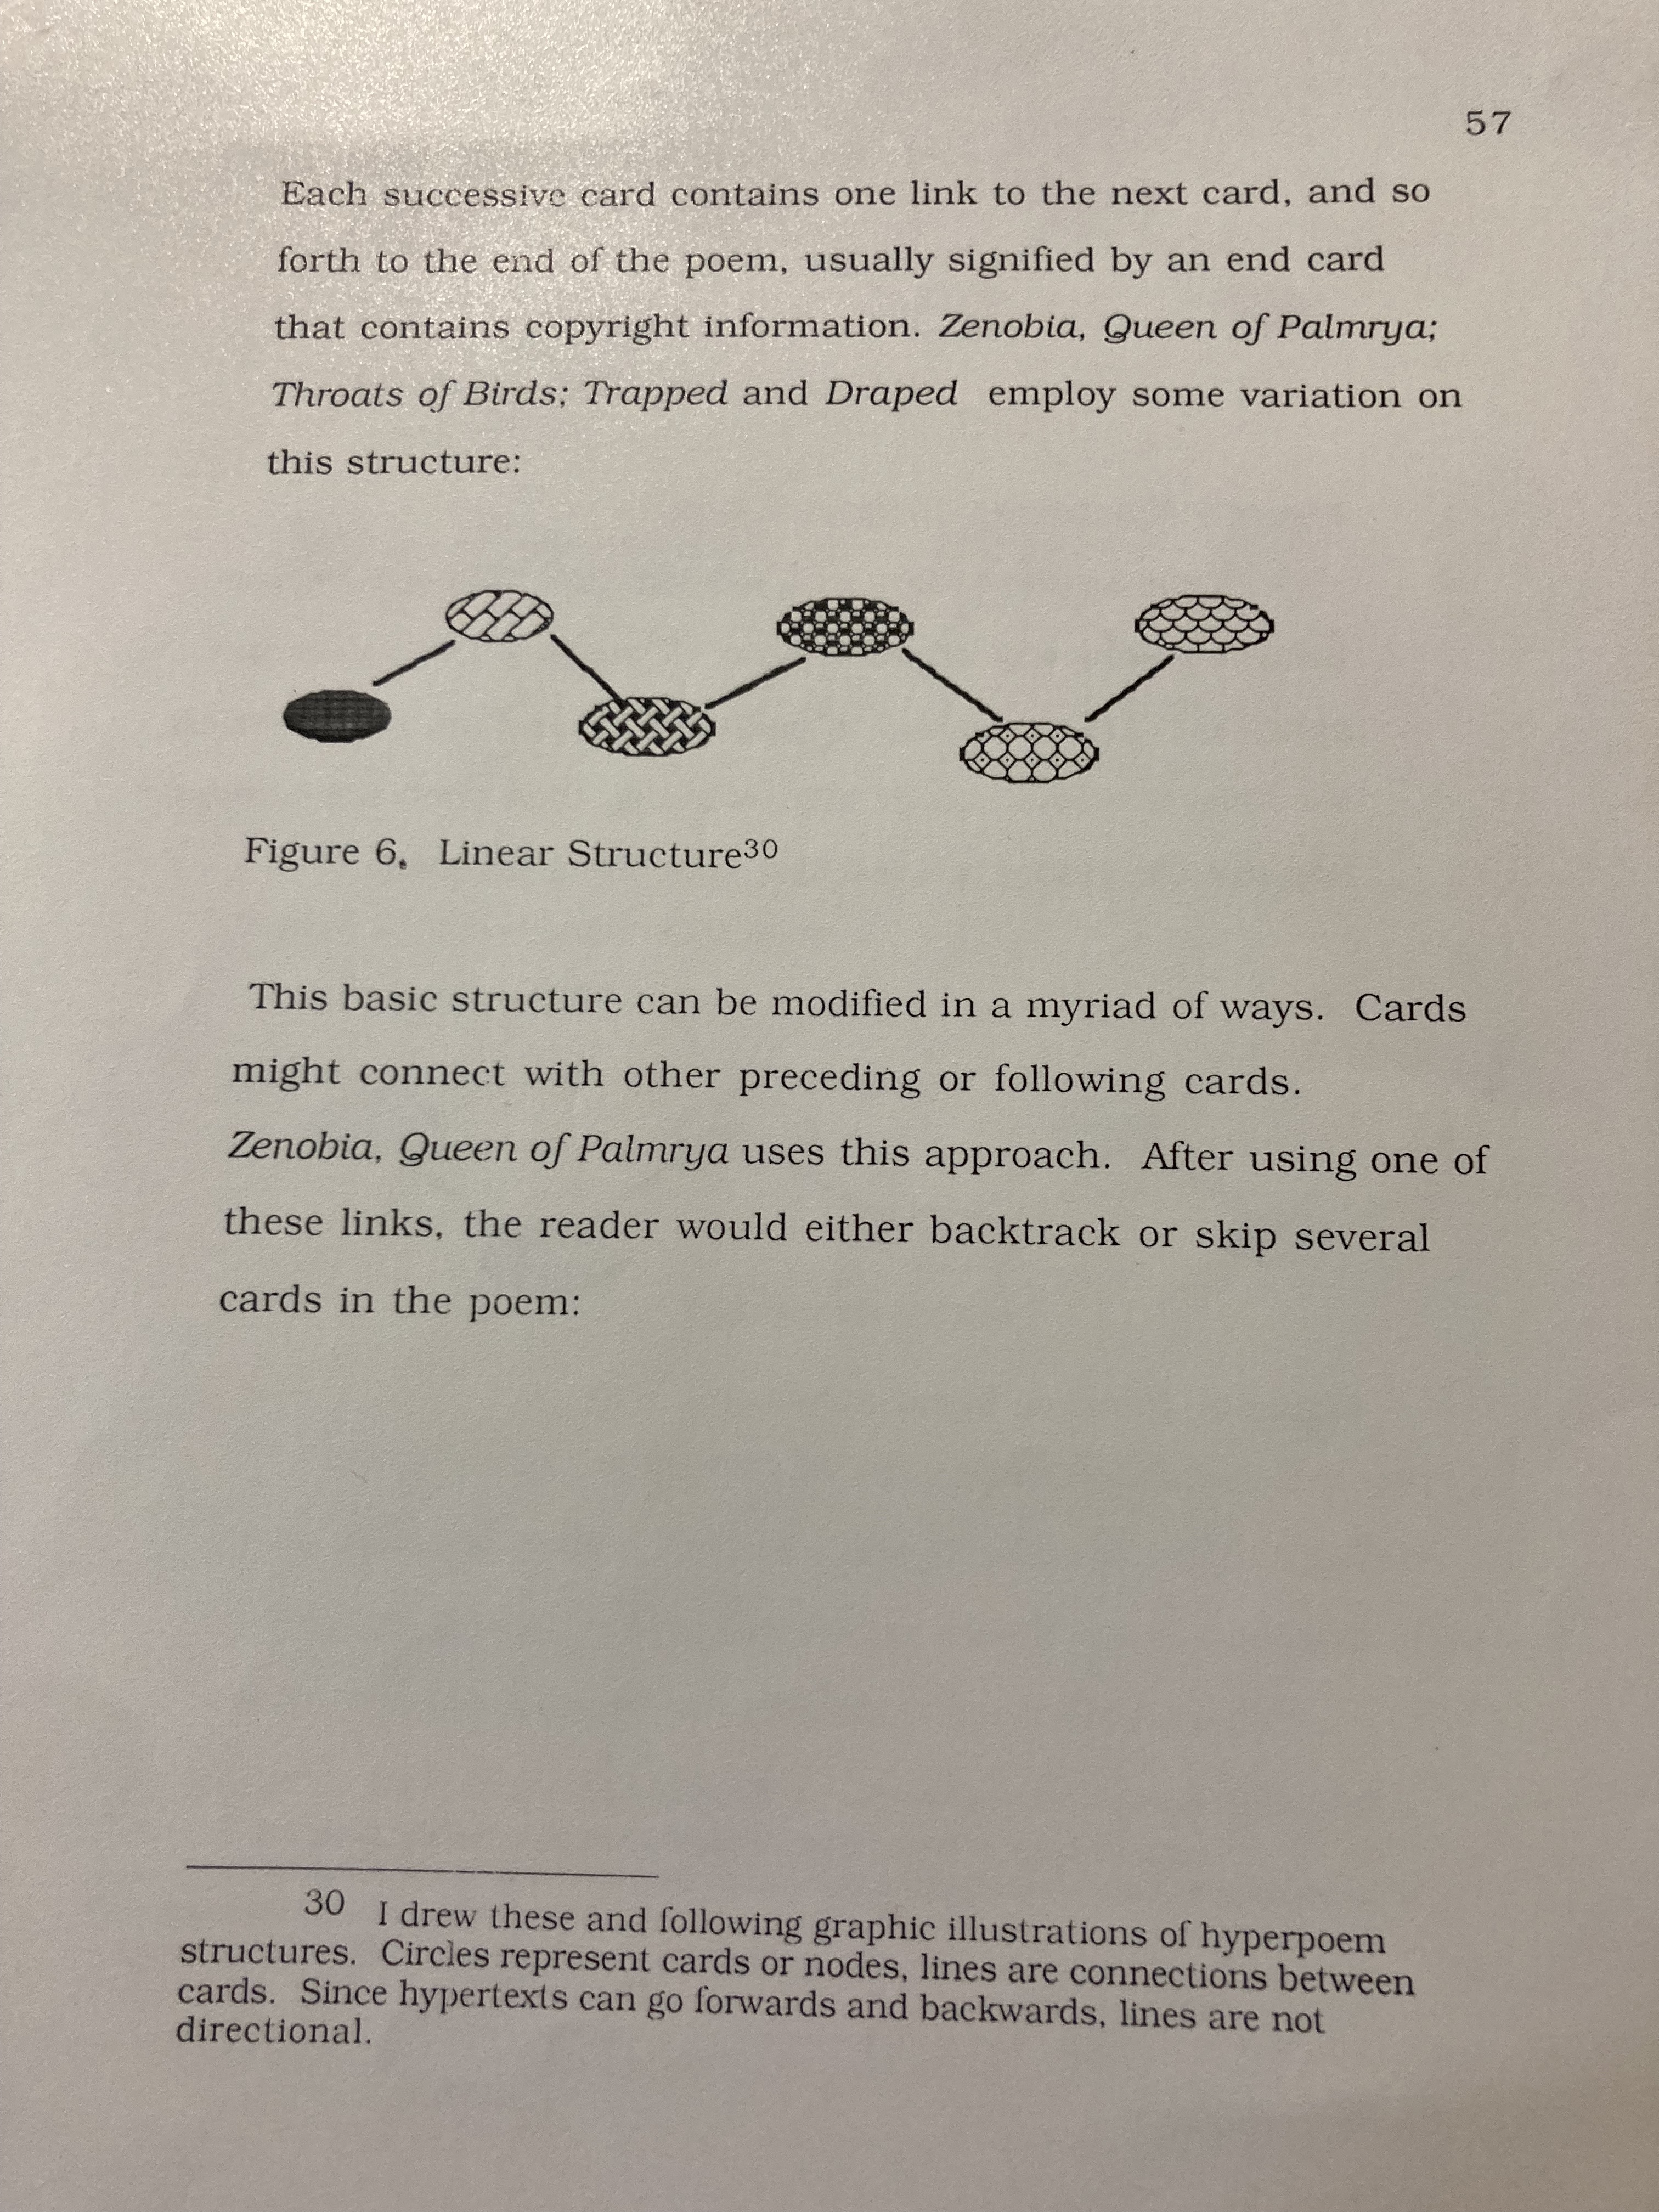 57
Each successive card contains one link to the next card, and so
forth to the end of the poem, usually signified by an end card
that contains copyright information. Zenobia, Queen of Palmrya;
Throats of Birds; Trapped and Draped employ some variation on
this structure:
Figure 6. Linear Structure30
This basic structure can be modified in a myriad of ways. Cards
might connect with other preceding or following cards.
Zenobia, Queen of Palmrya uses this approach. After using one of
these links, the reader would either backtrack or skip several
cards in the poem:
30 I drew these and following graphic illustrations of hyperpoem
structures. Circles represent cards or nodes, lines are connections between
cards. Since hypertexts can go forwards and backwards, lines are not
directional.